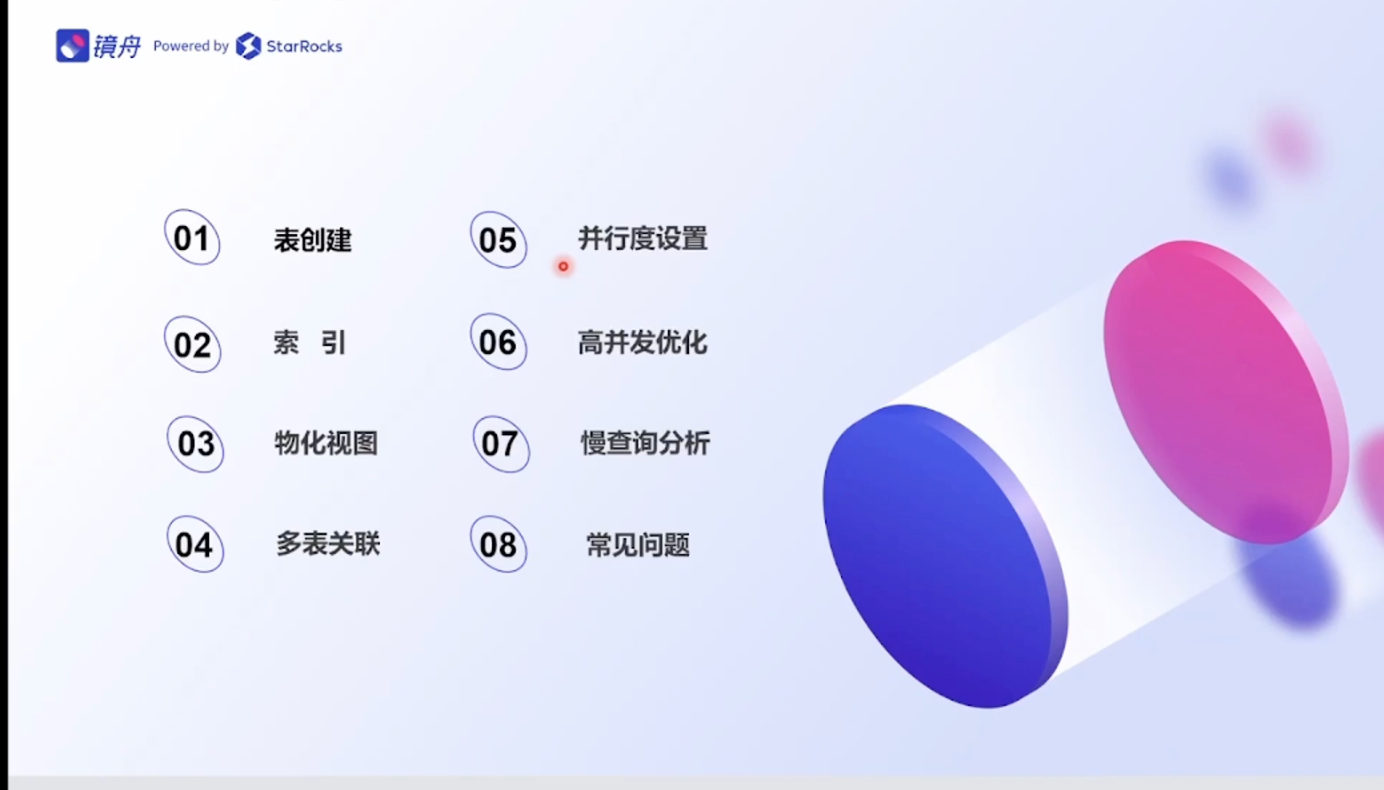 镜舟 Powered by StarRocks
01 表创建
02 索 引
03 物化视图
04 多表关联
05 并行度设置
06 高并发优化
07 慢查询分析
08 常见问题